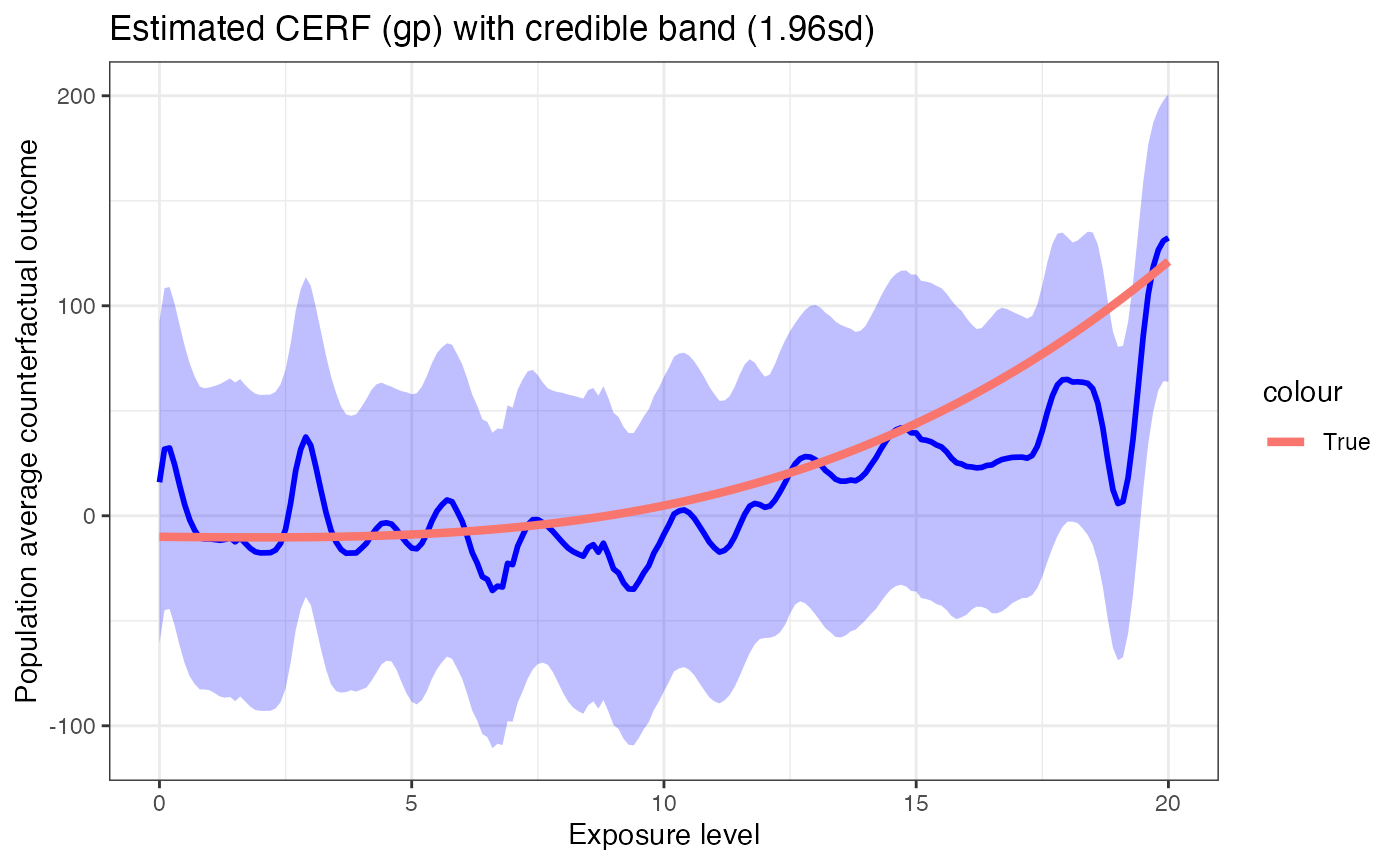 Estimated CERF (gp) with credible band (1.96sd)
Population average counterfactual outcome
200
100
0
-100
0 5 10 15 20
Exposure level
colour
True